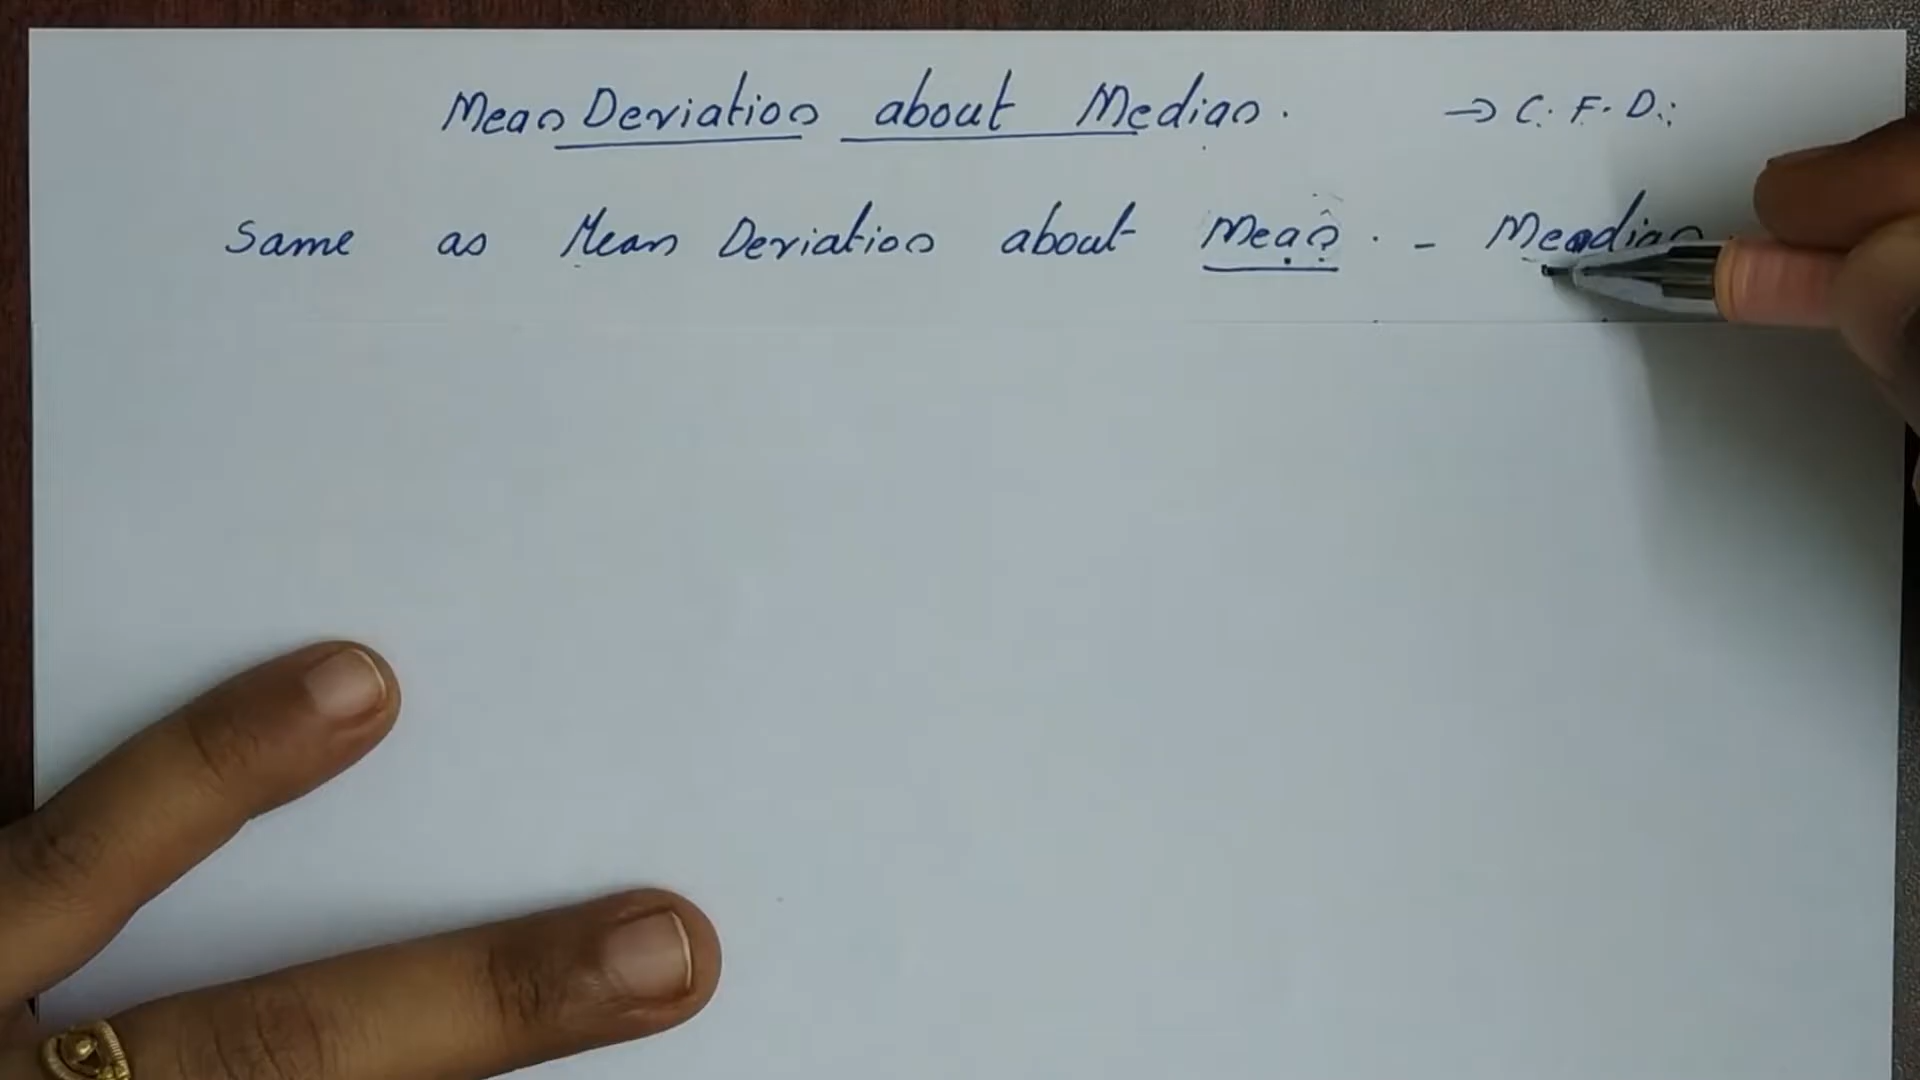 Mean Deviation about Median. → C. F. D.:
Same as Mean Deviation about Mean. - Median